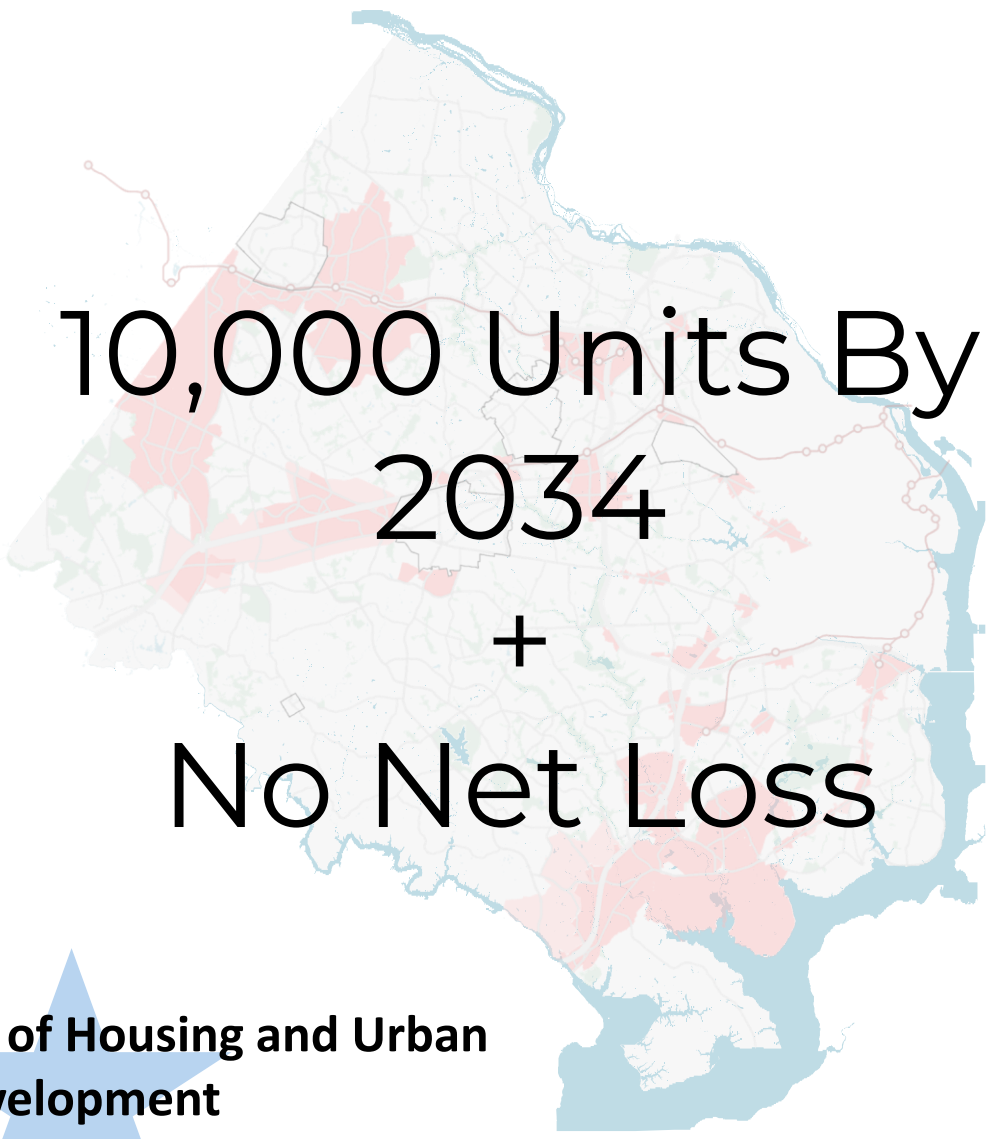 10,000 Units By
2034
+
No Net Loss
of Housing and Urban
velopment